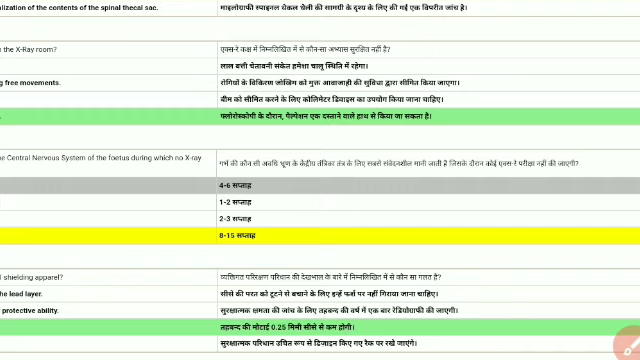 lization of the contents of the spinal thecal sac. माइलोग्राफी स्पाइनल थेकल थैली की सामग्री के दृश्य के लिए की गई एक विपरीत जांच है।
the X-Ray room? एक्स-रे कक्ष में निम्नलिखित में से कौन-सा अभ्यास सुरक्षित नहीं है?
लाल बत्ती चेतावनी संकेत हमेशा चालू स्थिति में रहेगा।
g free movements. रोगियों के विकिरण जोखिम को मुक्त आवाजाही की सुविधा द्वारा सीमित किया जाएगा।
बीम को सीमित करने के लिए कोलिमेटर डिवाइस का उपयोग किया जाना चाहिए।
फ्लोरोस्कोपी के दौरान, पैल्पेशन एक दस्ताने वाले हाथ से किया जा सकता है।
he Central Nervous System of the foetus during which no X-ray गर्भ की कौन सी अवधि भ्रूण के केंद्रीय तंत्रिका तंत्र के लिए सबसे संवेदनशील मानी जाती है जिसके दौरान कोई एक्स-रे परीक्षा नहीं की जाएगी?
4-6 सप्ताह
1-2 सप्ताह
2-3 सप्ताह
8-15 सप्ताह
l shielding apparel? व्यक्तिगत परिरक्षण परिधान की देखभाल के बारे में निम्नलिखित में से कौन सा गलत है?
he lead layer. सीसे की परत को टूटने से बचाने के लिए इन्हें फर्श पर नहीं गिराया जाना चाहिए।
protective ability. सुरक्षात्मक क्षमता की जांच के लिए तहबन्द की वर्ष में एक बार रेडियोग्राफी की जाएगी।
तहबन्द की मोटाई 0.25 मिमी सीसे से कम होगी।
सुरक्षात्मक परिधान उचित रूप से डिजाइन किए गए रैक पर रखे जाएंगे।